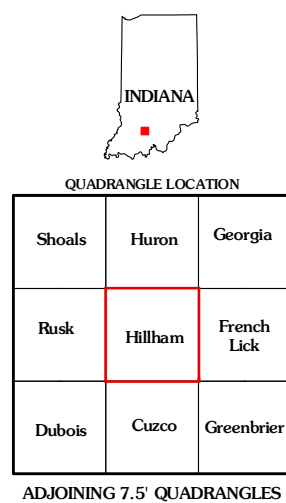 INDIANA
QUADRANGLE LOCATION
Shoals Huron Georgia
Rusk Hillham French
Lick
Dubois Cuzco Greenbrier
ADJOINING 7.5' QUADRANGLES